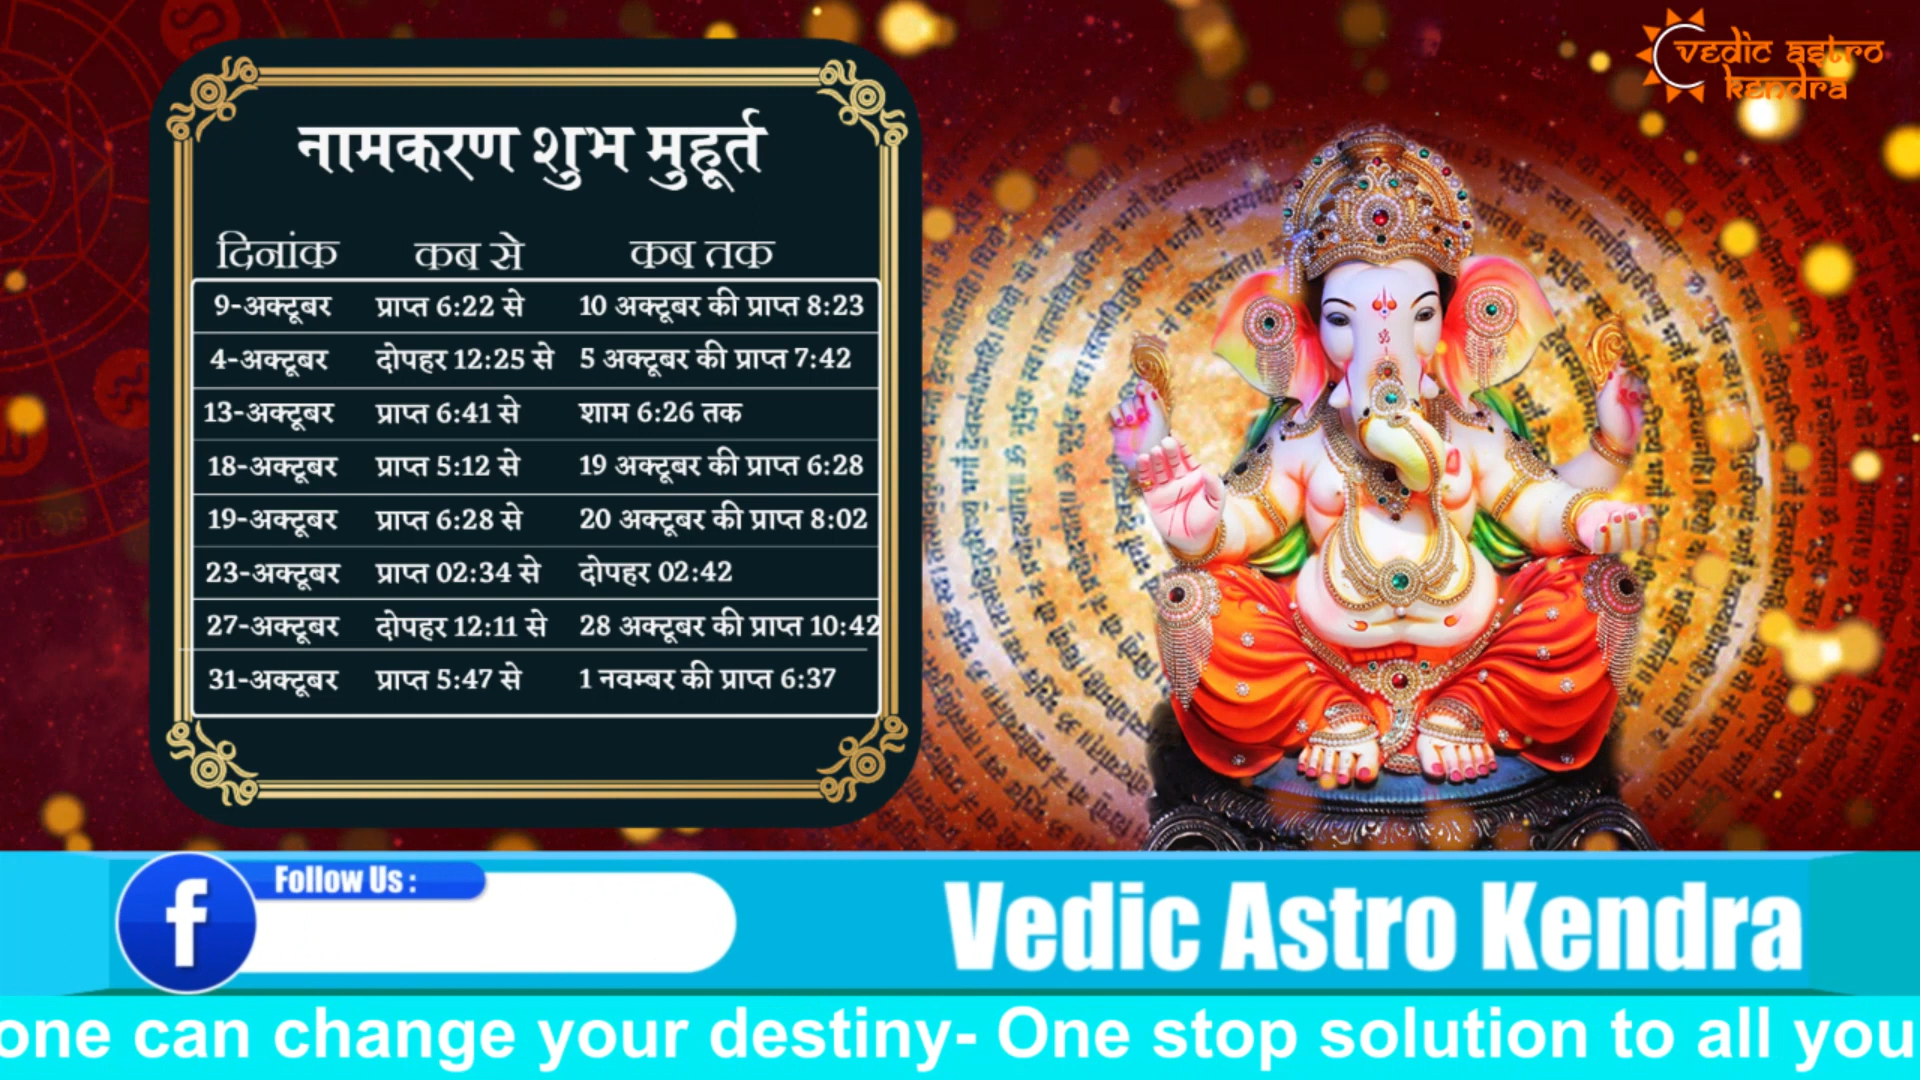 vedic astro
kendra
नामकरण शुभ मुहूर्त
दिनांक कब से कब तक
9-अक्टूबर प्राप्त 6:22 से 10 अक्टूबर की प्राप्त 8:23
4-अक्टूबर दोपहर 12:25 से 5 अक्टूबर की प्राप्त 7:42
13-अक्टूबर प्राप्त 6:41 से शाम 6:26 तक
18-अक्टूबर प्राप्त 5:12 से 19 अक्टूबर की प्राप्त 6:28
19-अक्टूबर प्राप्त 6:28 से 20 अक्टूबर की प्राप्त 8:02
23-अक्टूबर प्राप्त 02:34 से दोपहर 02:42
27-अक्टूबर दोपहर 12:11 से 28 अक्टूबर की प्राप्त 10:42
31-अक्टूबर प्राप्त 5:47 से 1 नवम्बर की प्राप्त 6:37
Follow Us :
Vedic Astro Kendra
one can change your destiny- One stop solution to all you